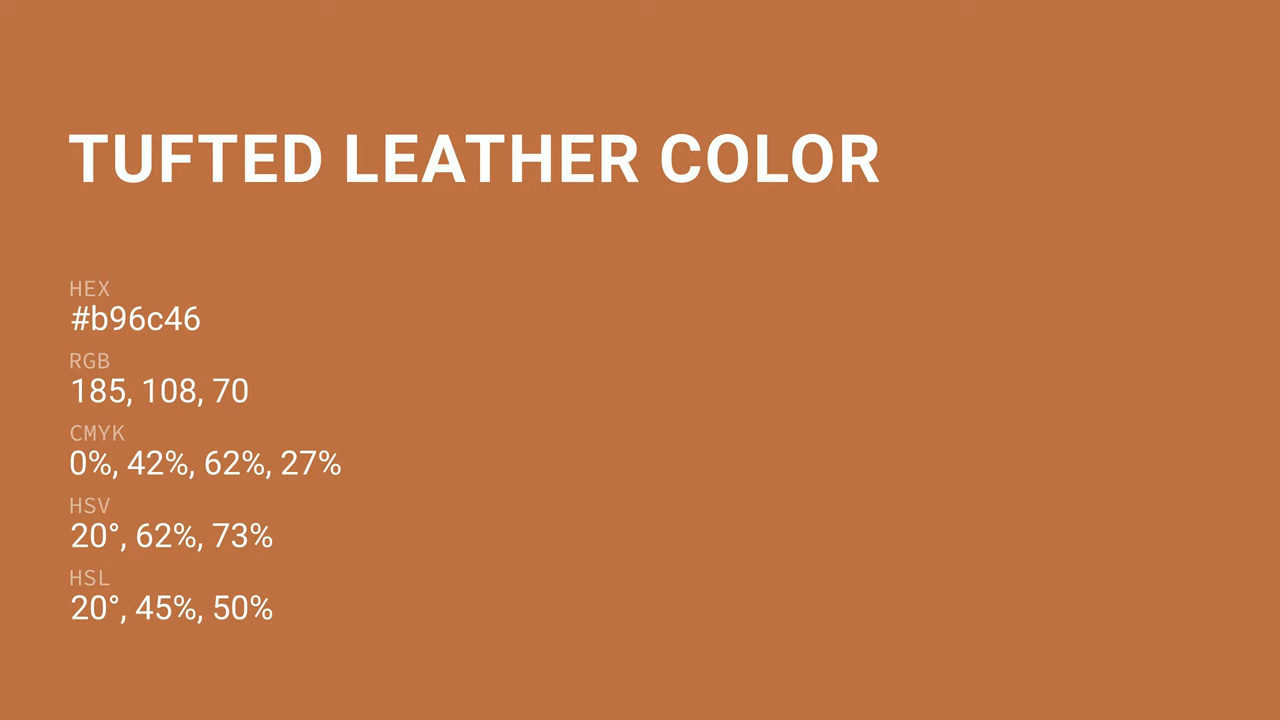 TUFTED LEATHER COLOR
HEX
#b96c46
RGB
185, 108, 70
CMYK
0%, 42%, 62%, 27%
HSV
20°, 62%, 73%
HSL
20°, 45%, 50%